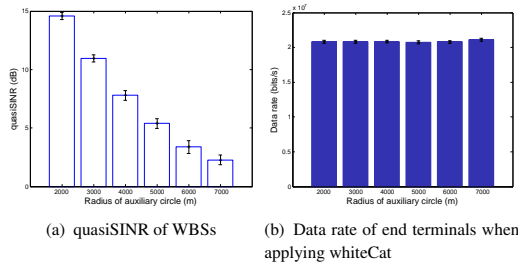 15
10
5
0
quasiSINR (dB)
2000 3000 4000 5000 6000 7000
Radius of auxiliary circle (m)
(a) quasiSINR of WBSs
x 10^7
2.5
2
1.5
1
0.5
0
Data rate (bits/s)
2000 3000 4000 5000 6000 7000
Radius of auxiliary circle (m)
(b) Data rate of end terminals when
applying whiteCat